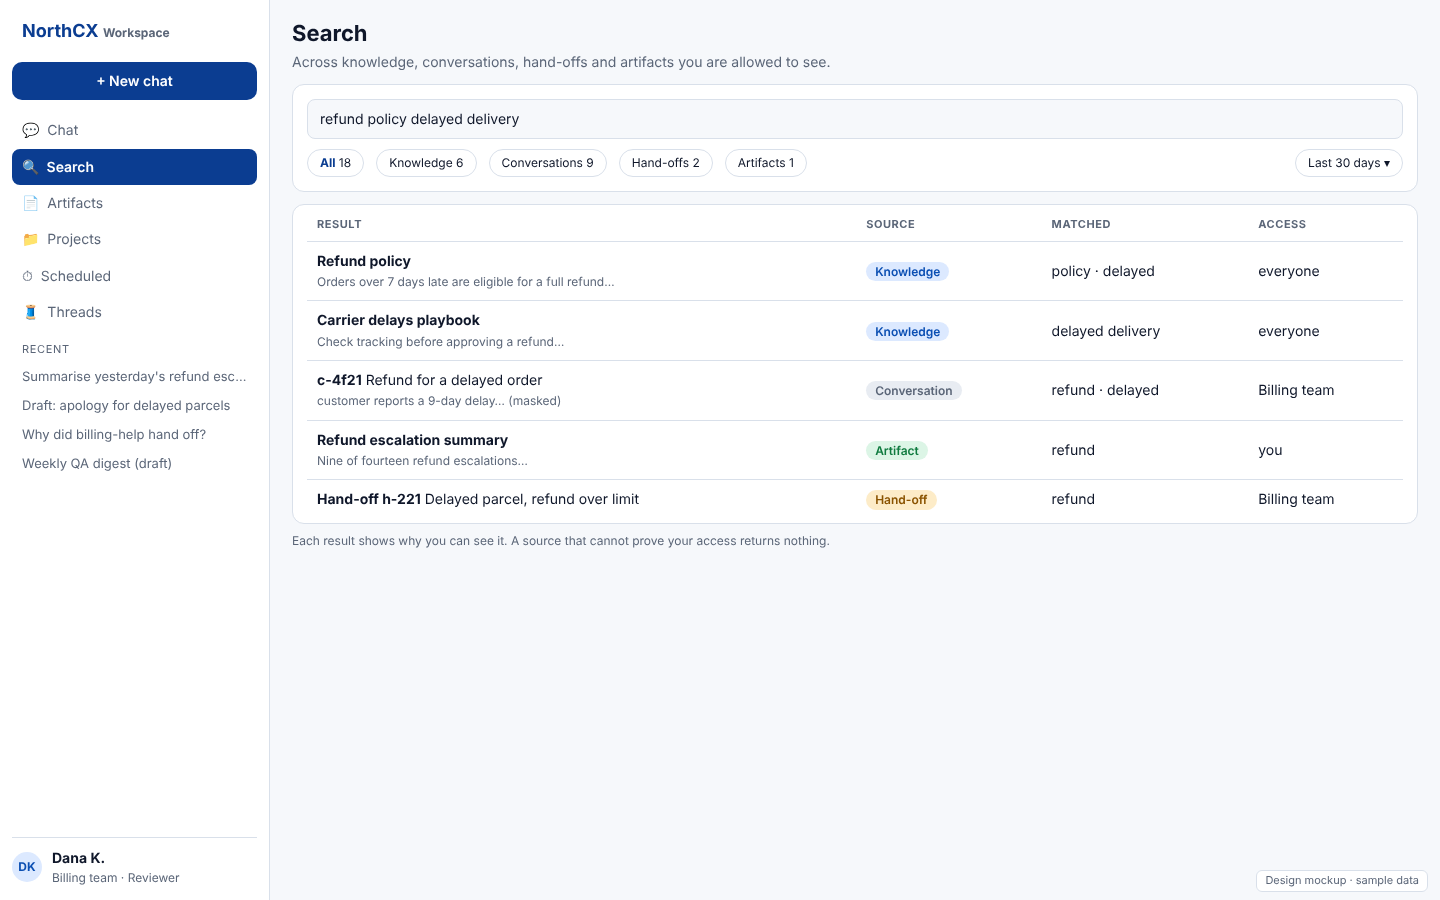 NorthCX Workspace
+ New chat
💬 Chat
🔍 Search
📄 Artifacts
📁 Projects
⏱ Scheduled
🧵 Threads
RECENT
Summarise yesterday's refund esc...
Draft: apology for delayed parcels
Why did billing-help hand off?
Weekly QA digest (draft)
DK
Dana K.
Billing team · Reviewer
Search
Across knowledge, conversations, hand-offs and artifacts you are allowed to see.
refund policy delayed delivery
All 18 Knowledge 6 Conversations 9 Hand-offs 2 Artifacts 1 Last 30 days ▾
RESULT SOURCE MATCHED ACCESS
Refund policy
Orders over 7 days late are eligible for a full refund...
Knowledge policy · delayed everyone
Carrier delays playbook
Check tracking before approving a refund...
Knowledge delayed delivery everyone
c-4f21 Refund for a delayed order
customer reports a 9-day delay... (masked)
Conversation refund · delayed Billing team
Refund escalation summary
Nine of fourteen refund escalations...
Artifact refund you
Hand-off h-221 Delayed parcel, refund over limit Hand-off refund Billing team
Each result shows why you can see it. A source that cannot prove your access returns nothing.
Design mockup · sample data